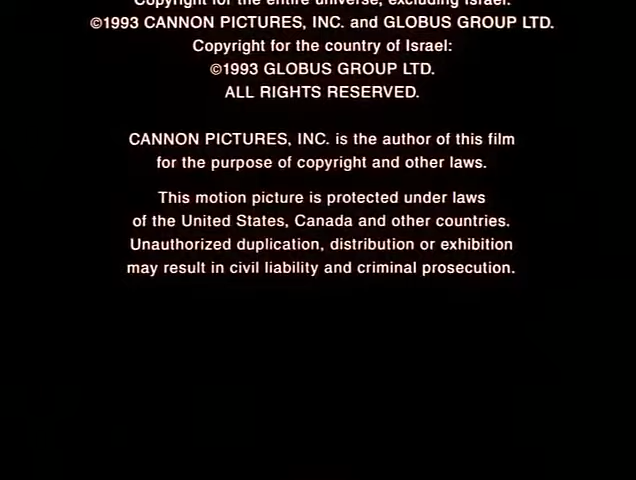 Copyright for the entire universe, excluding Israel:
©1993 CANNON PICTURES, INC. and GLOBUS GROUP LTD.
Copyright for the country of Israel:
©1993 GLOBUS GROUP LTD.
ALL RIGHTS RESERVED.
CANNON PICTURES, INC. is the author of this film
for the purpose of copyright and other laws.
This motion picture is protected under laws
of the United States, Canada and other countries.
Unauthorized duplication, distribution or exhibition
may result in civil liability and criminal prosecution.